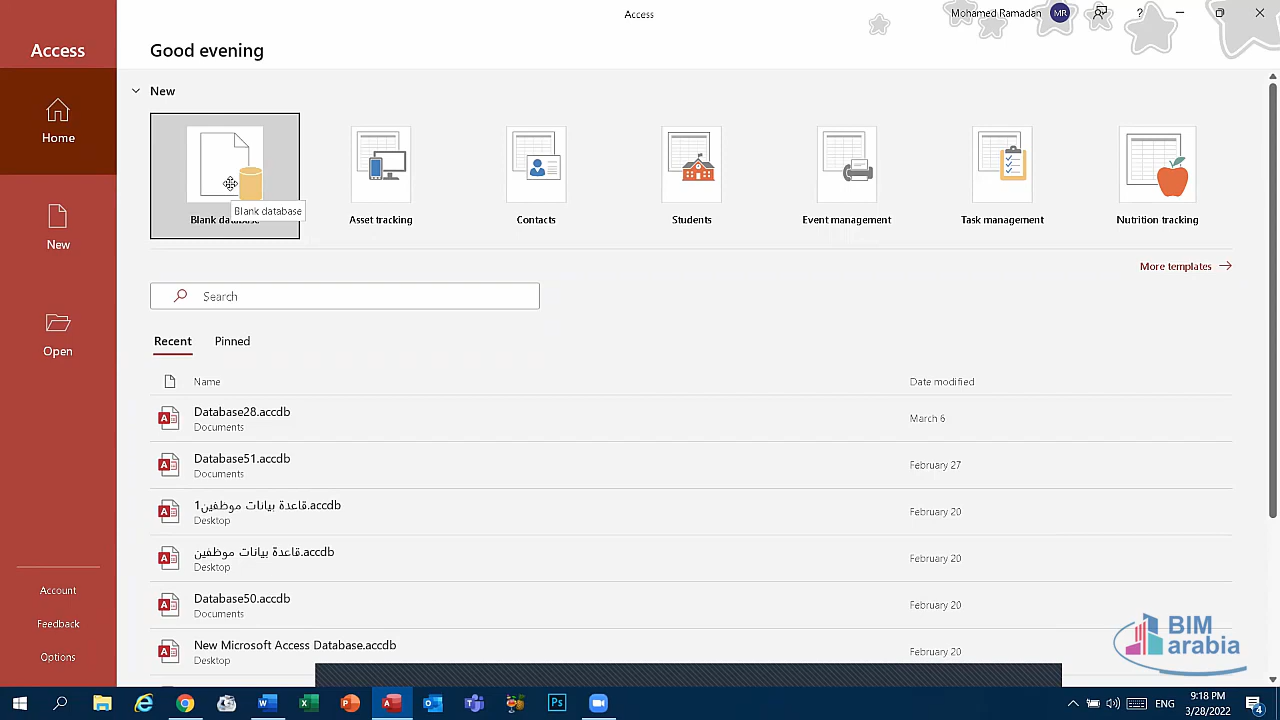 Access
Mohamed Ramadan
MR
?
Access
Good evening
Home
New
Open
Account
Feedback
Options
New
Blank database
Blank database
Asset tracking
Contacts
Students
Event management
Task management
Nutrition tracking
More templates
Search
Recent
Pinned
Name
Date modified
Database28.accdb
Documents
March 6
Database51.accdb
Documents
February 27
قاعدة بيانات موظفين1.accdb
Desktop
February 20
قاعدة بيانات موظفين.accdb
Desktop
February 20
Database50.accdb
Documents
February 20
New Microsoft Access Database.accdb
Desktop
February 20
BIM
arabia
Ps
ENG
9:18 PM
3/28/2022
4